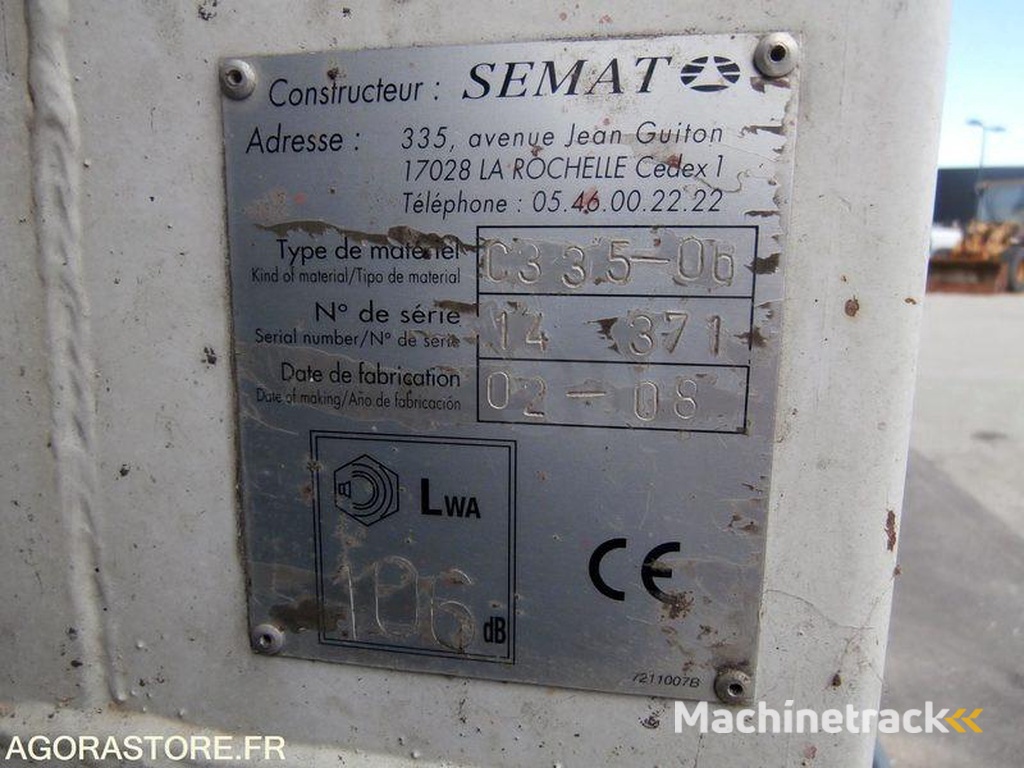 Constructeur : SEMAT
Adresse : 335, avenue Jean Guiton
17028 LA ROCHELLE Cedex 1
Téléphone : 05.46.00.22.22
Type de matériel C335-06
Kind of material/Tipo de material
N° de série 14 371
Serial number/N° de serie
Date de fabrication 02-08
Date of making/Año de fabricación
LWA
106 dB
CE
7211007B
Machinetrack
AGORASTORE.FR